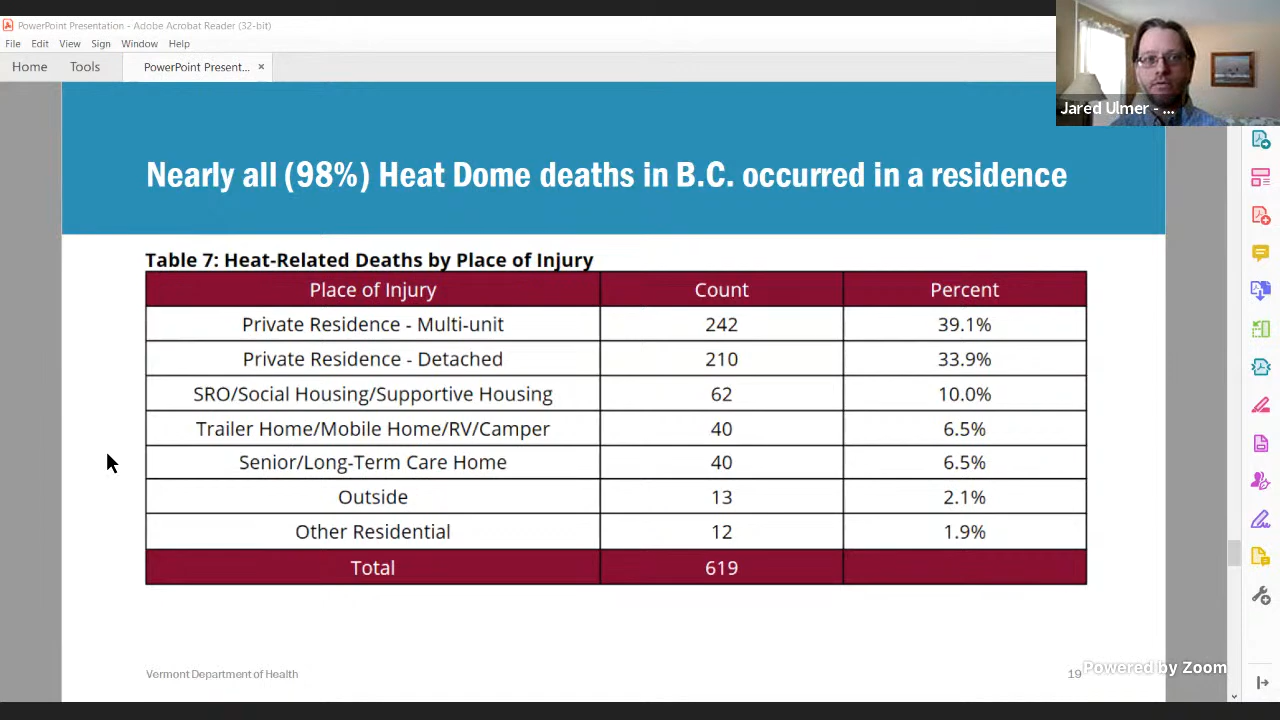 PowerPoint Presentation - Adobe Acrobat Reader (32-bit)
File Edit View Sign Window Help
Home Tools PowerPoint Present... ×
Jared Ulmer - ...
Nearly all (98%) Heat Dome deaths in B.C. occurred in a residence
Table 7: Heat-Related Deaths by Place of Injury
Place of Injury Count Percent
Private Residence - Multi-unit 242 39.1%
Private Residence - Detached 210 33.9%
SRO/Social Housing/Supportive Housing 62 10.0%
Trailer Home/Mobile Home/RV/Camper 40 6.5%
Senior/Long-Term Care Home 40 6.5%
Outside 13 2.1%
Other Residential 12 1.9%
Total 619
Vermont Department of Health 19
Powered by Zoom